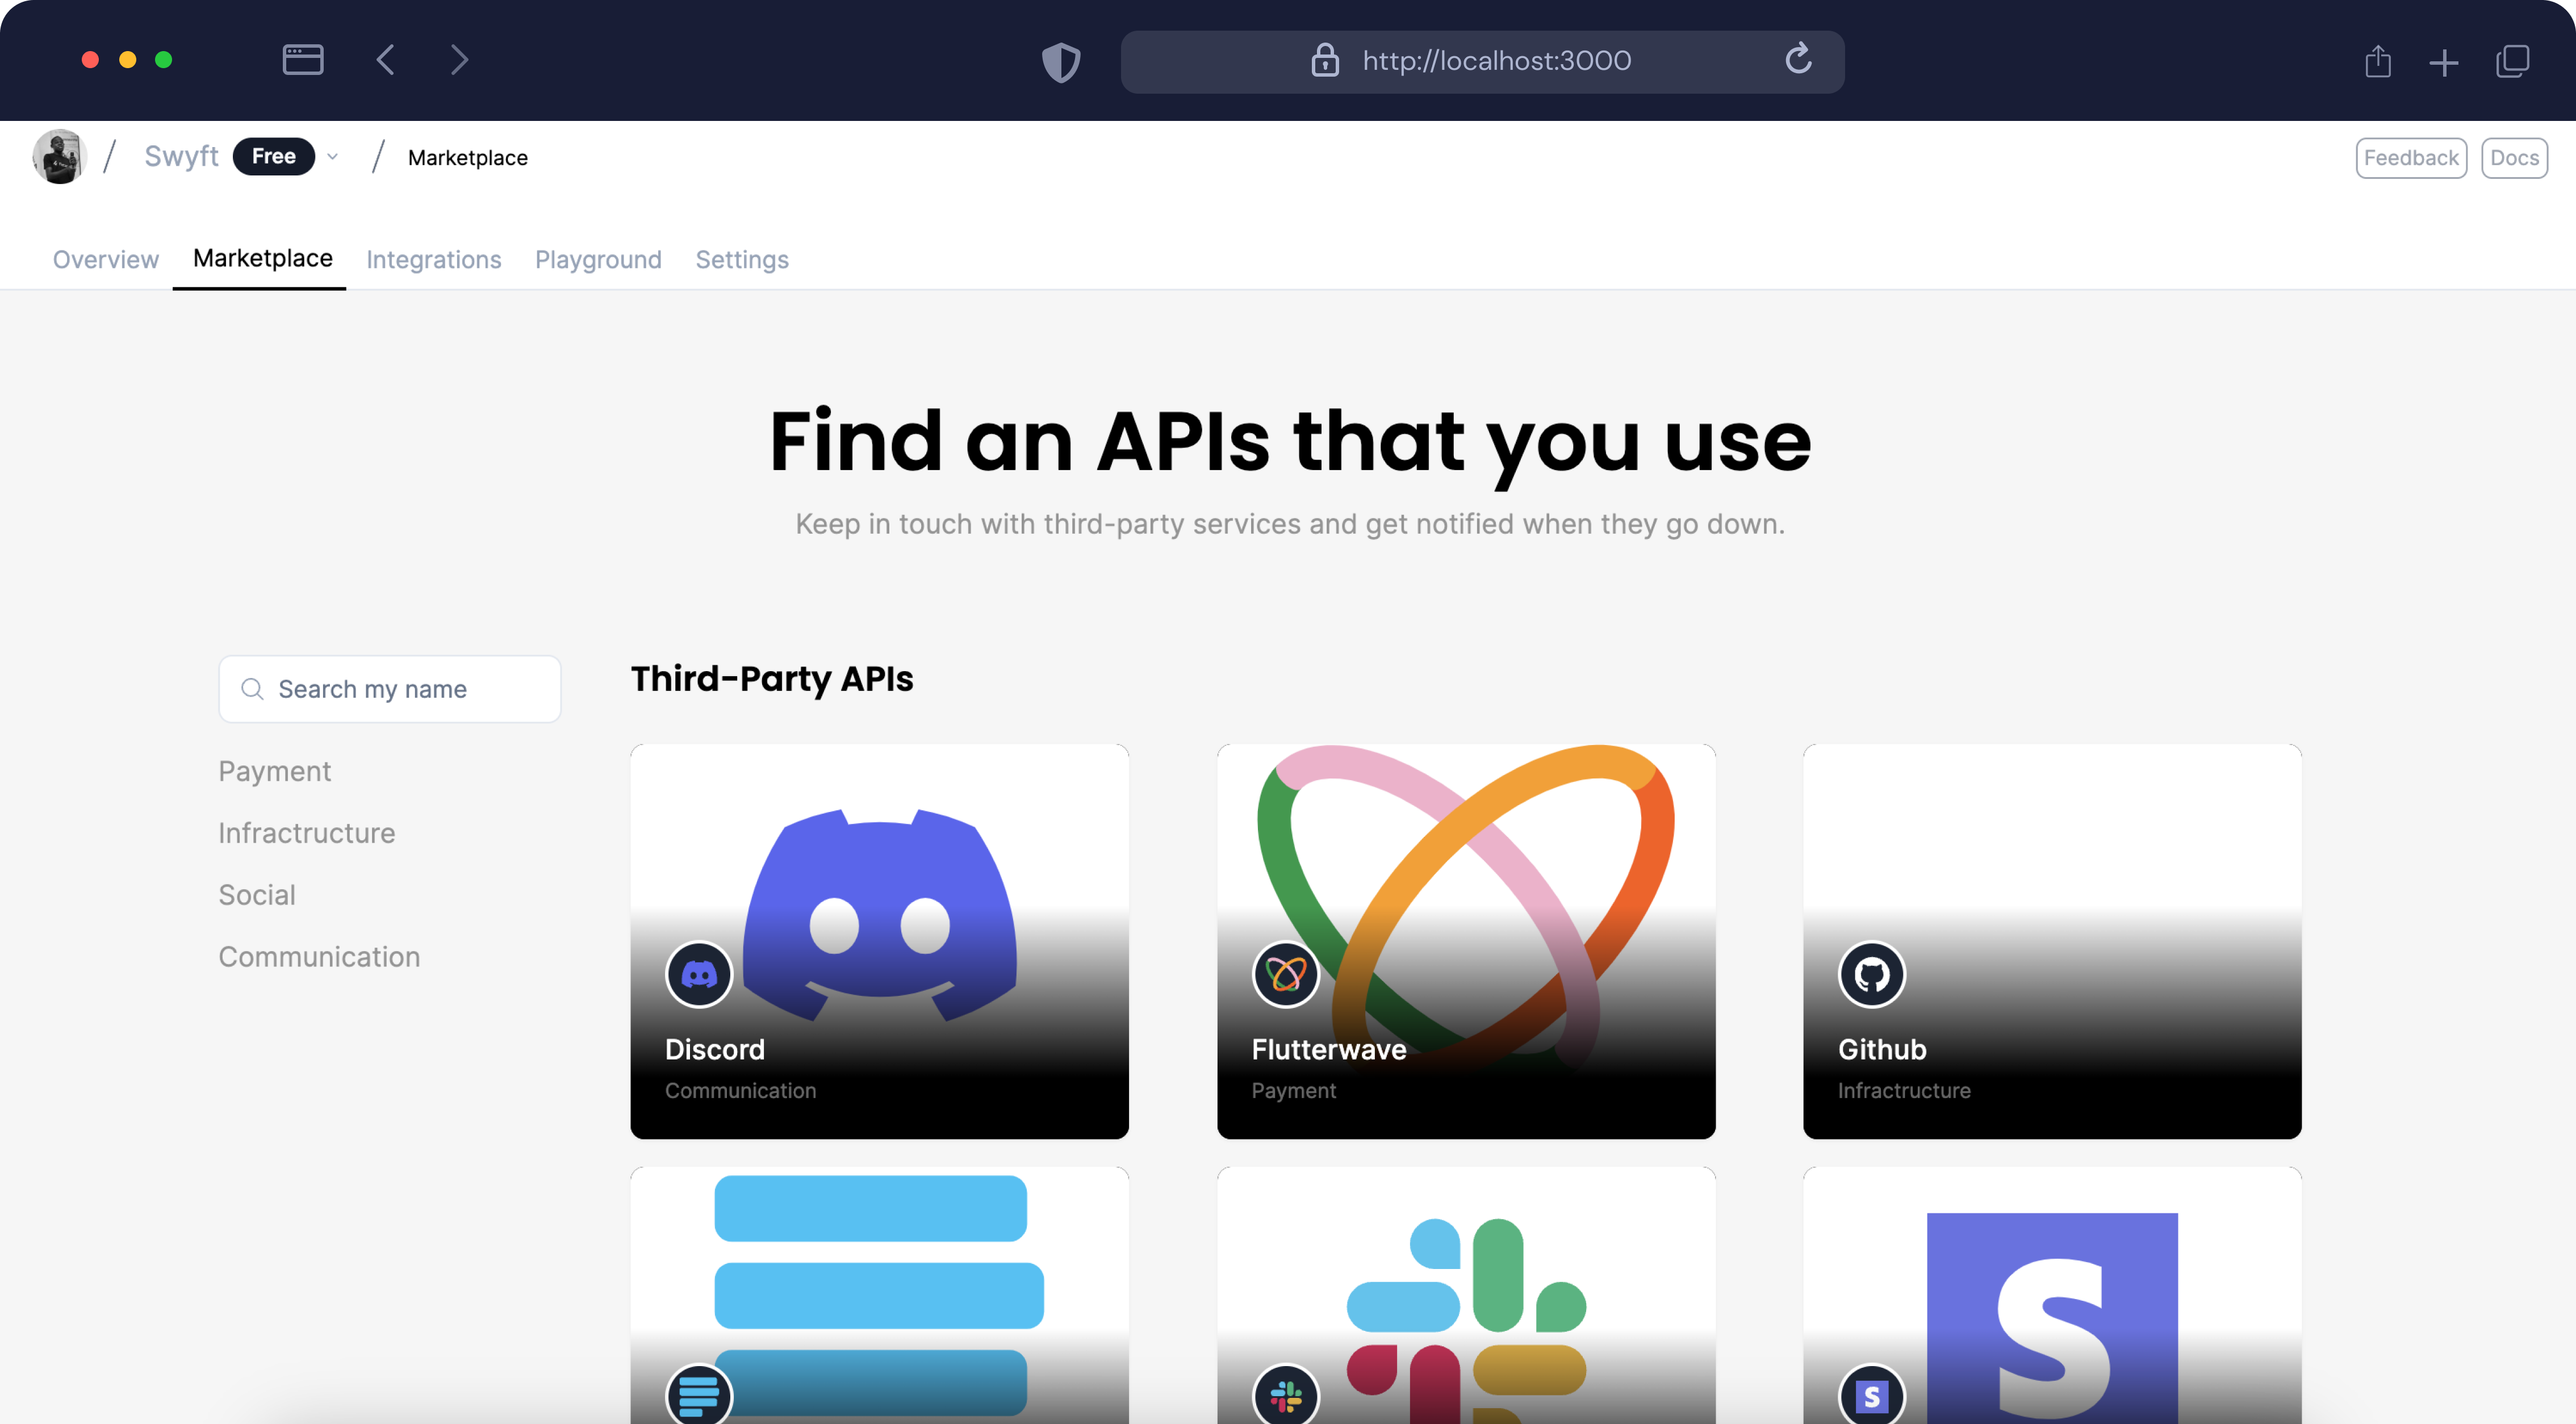 http://localhost:3000
/ Swyft Free / Marketplace Feedback Docs
Overview Marketplace Integrations Playground Settings
Find an APIs that you use
Keep in touch with third-party services and get notified when they go down.
Search my name
Payment
Infractructure
Social
Communication
Third-Party APIs
Discord
Communication
Flutterwave
Payment
Github
Infractructure
S
S